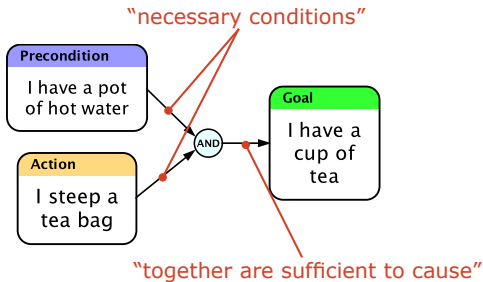 “necessary conditions”
Precondition
I have a pot
of hot water
Action
I steep a
tea bag
AND
Goal
I have a
cup of
tea
“together are sufficient to cause”